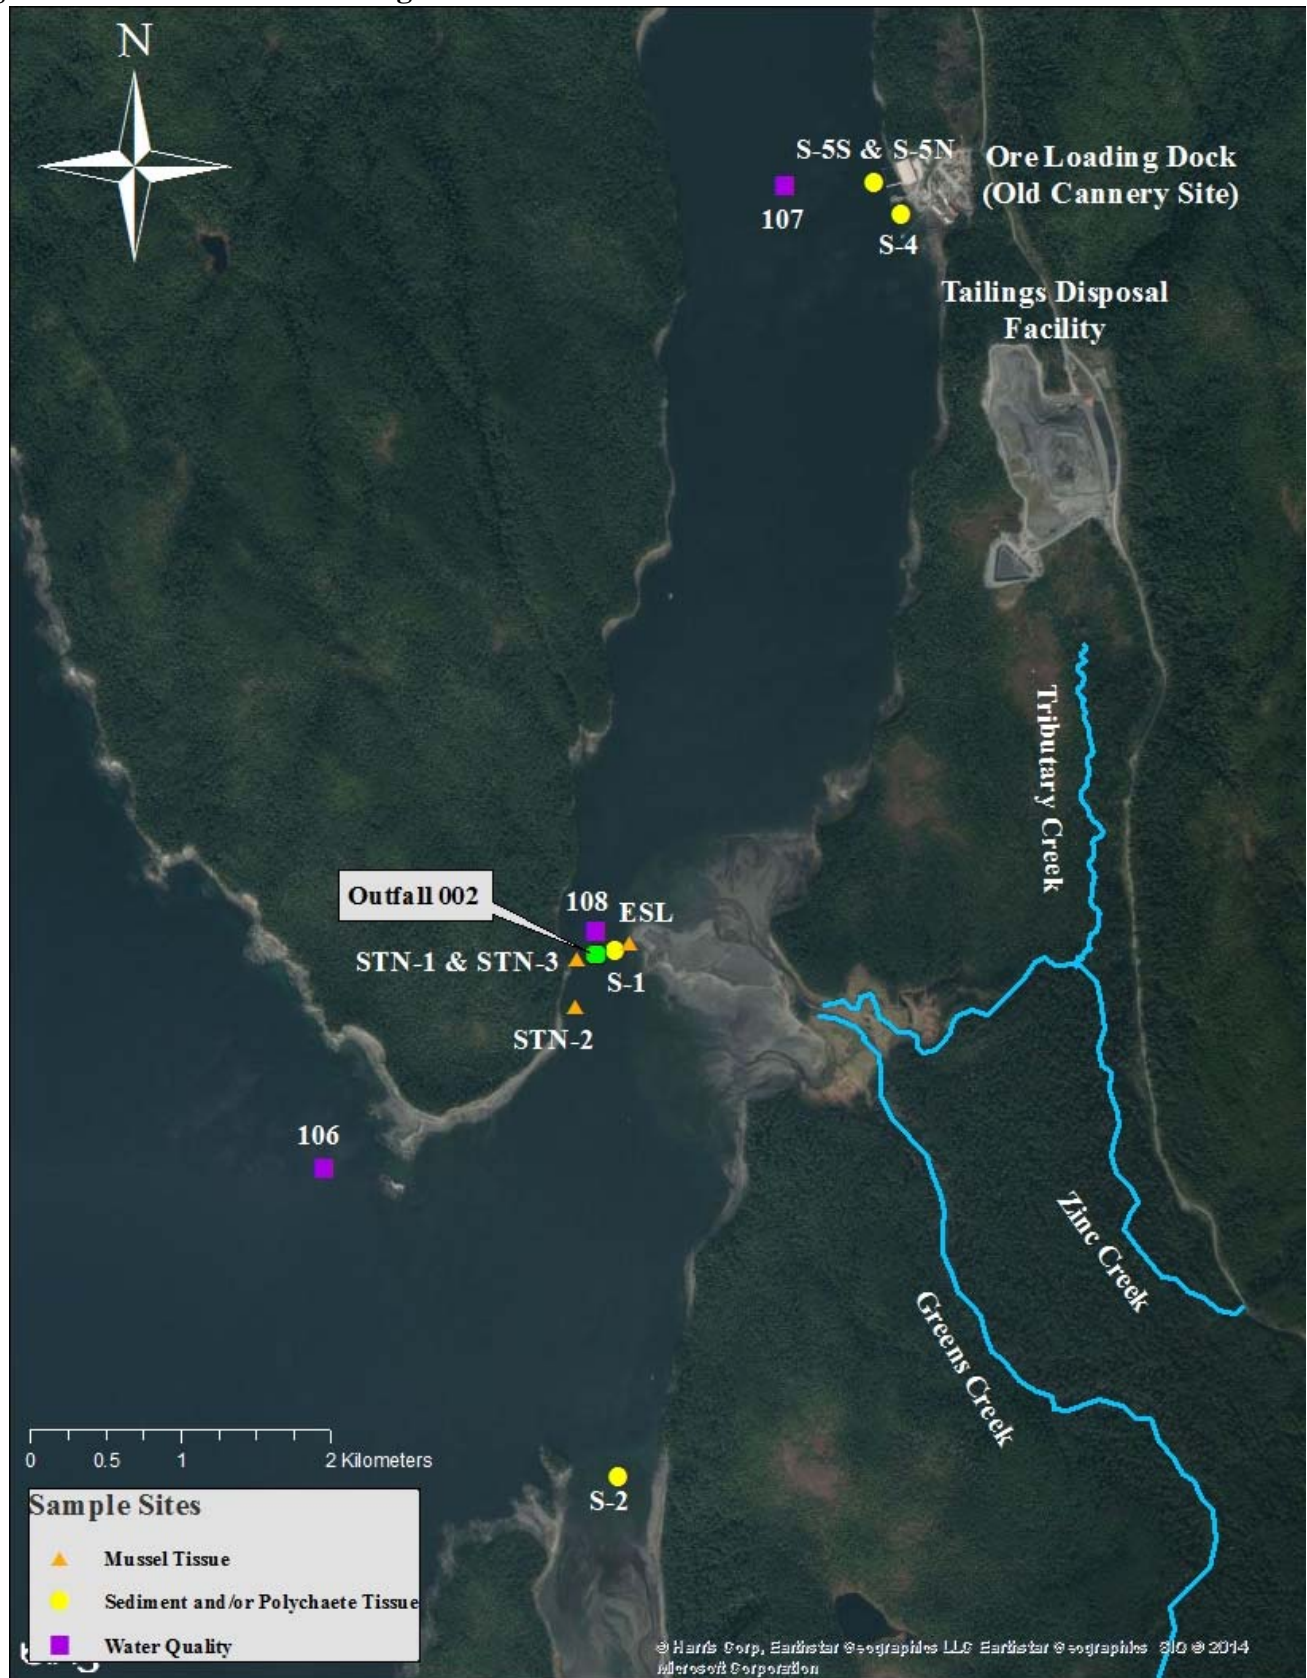 N
S-5S & S-5N
Ore Loading Dock
(Old Cannery Site)
107
S-4
Tailings Disposal
Facility
Tributary Creek
Outfall 002
108
ESL
STN-1 & STN-3
S-1
STN-2
106
Zinc Creek
Greens Creek
0 0.5 1 2 Kilometers
S-2
Sample Sites
Mussel Tissue
Sediment and/or Polychaete Tissue
Water Quality
© Harris Corp, Earthstar Geographics LLC Earthstar Geographics SIO © 2014
Microsoft Corporation